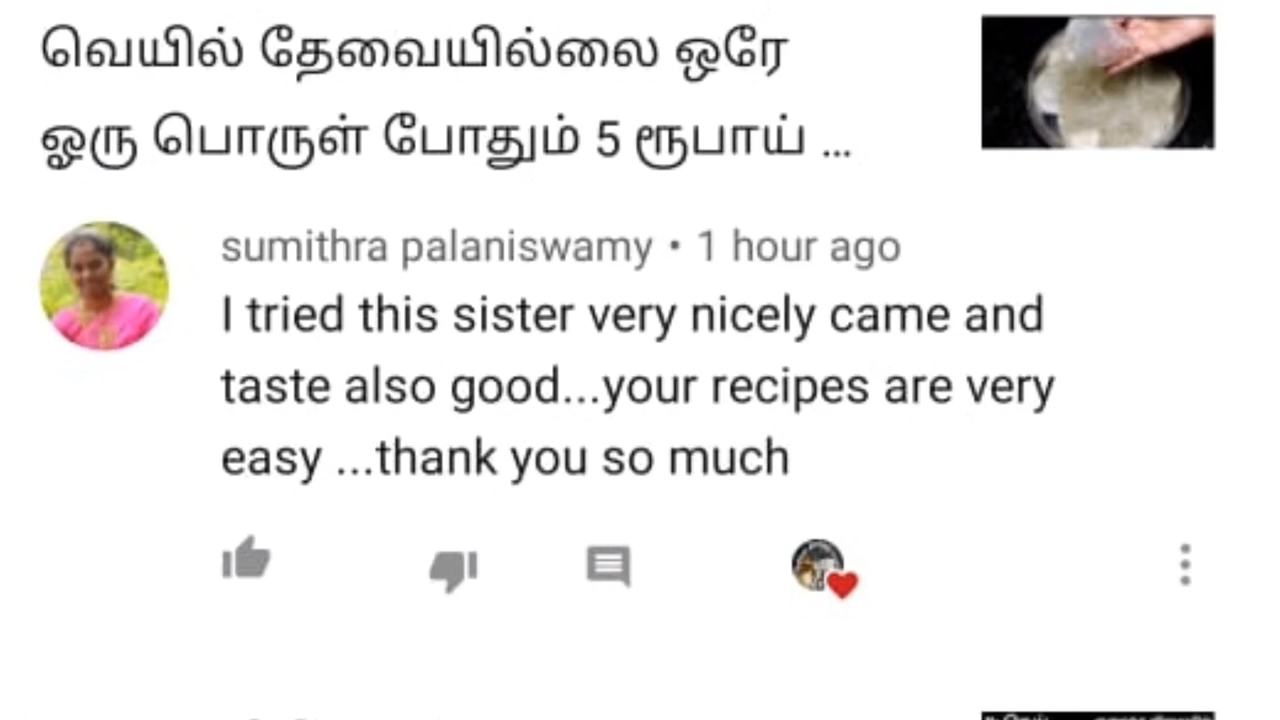 வெயில் தேவையில்லை ஒரே
ஓரு பொருள் போதும் 5 ரூபாய் ...
sumithra palaniswamy • 1 hour ago
I tried this sister very nicely came and
taste also good...your recipes are very
easy ...thank you so much